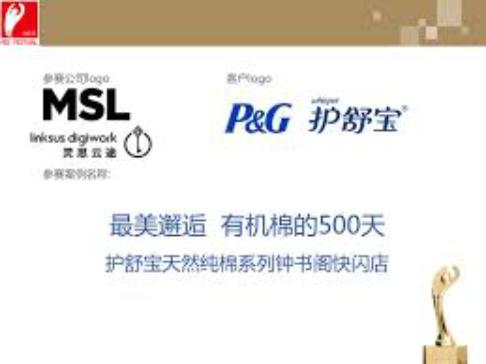 参赛公司logo
客户logo
MSL
linksus digiwork
灵思云途
P&G
whisper
护舒宝®
参赛案例名称:
最美邂逅 有机棉的500天
护舒宝天然纯棉系列钟书阁快闪店